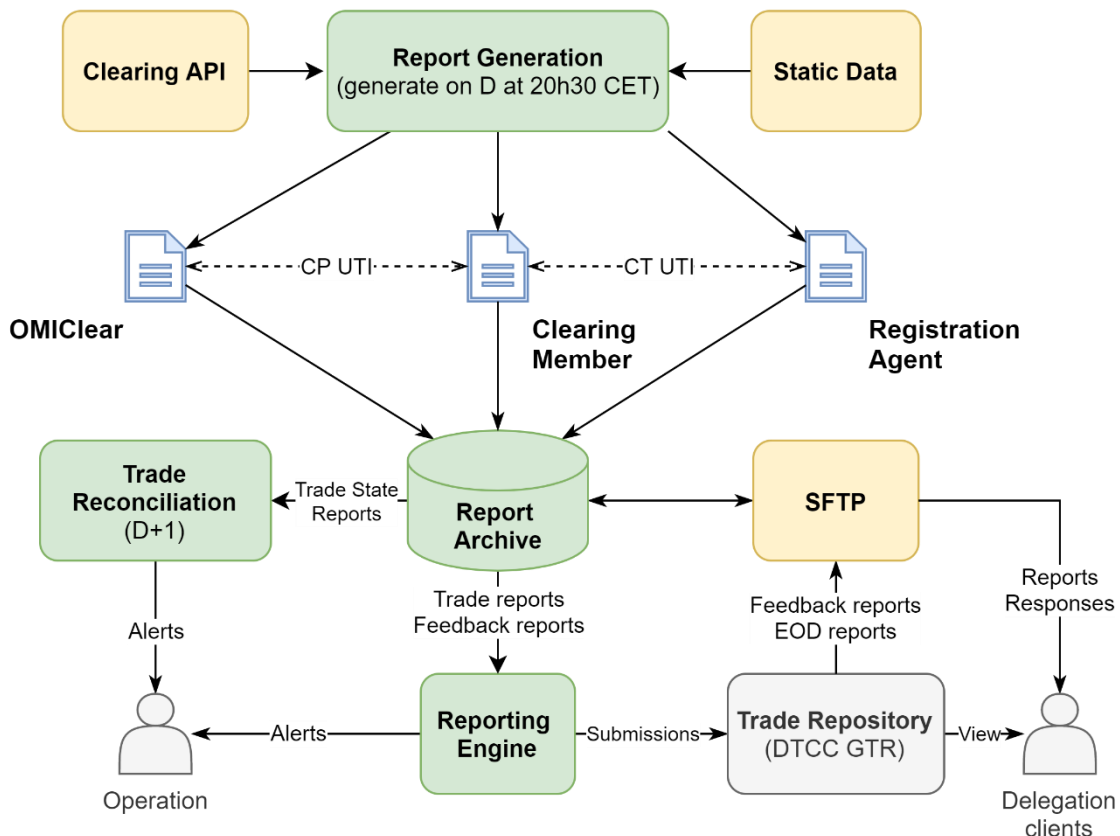 Clearing API
Report Generation
(generate on D at 20h30 CET)
Static Data
CP UTI
CT UTI
OMIClear
Clearing
Member
Registration
Agent
Trade
Reconciliation
(D+1)
Trade State
Reports
Report
Archive
SFTP
Alerts
Trade reports
Feedback reports
Feedback reports
EOD reports
Reports
Responses
Alerts
Reporting
Engine
Submissions
Trade Repository
(DTCC GTR)
View
Operation
Delegation
clients